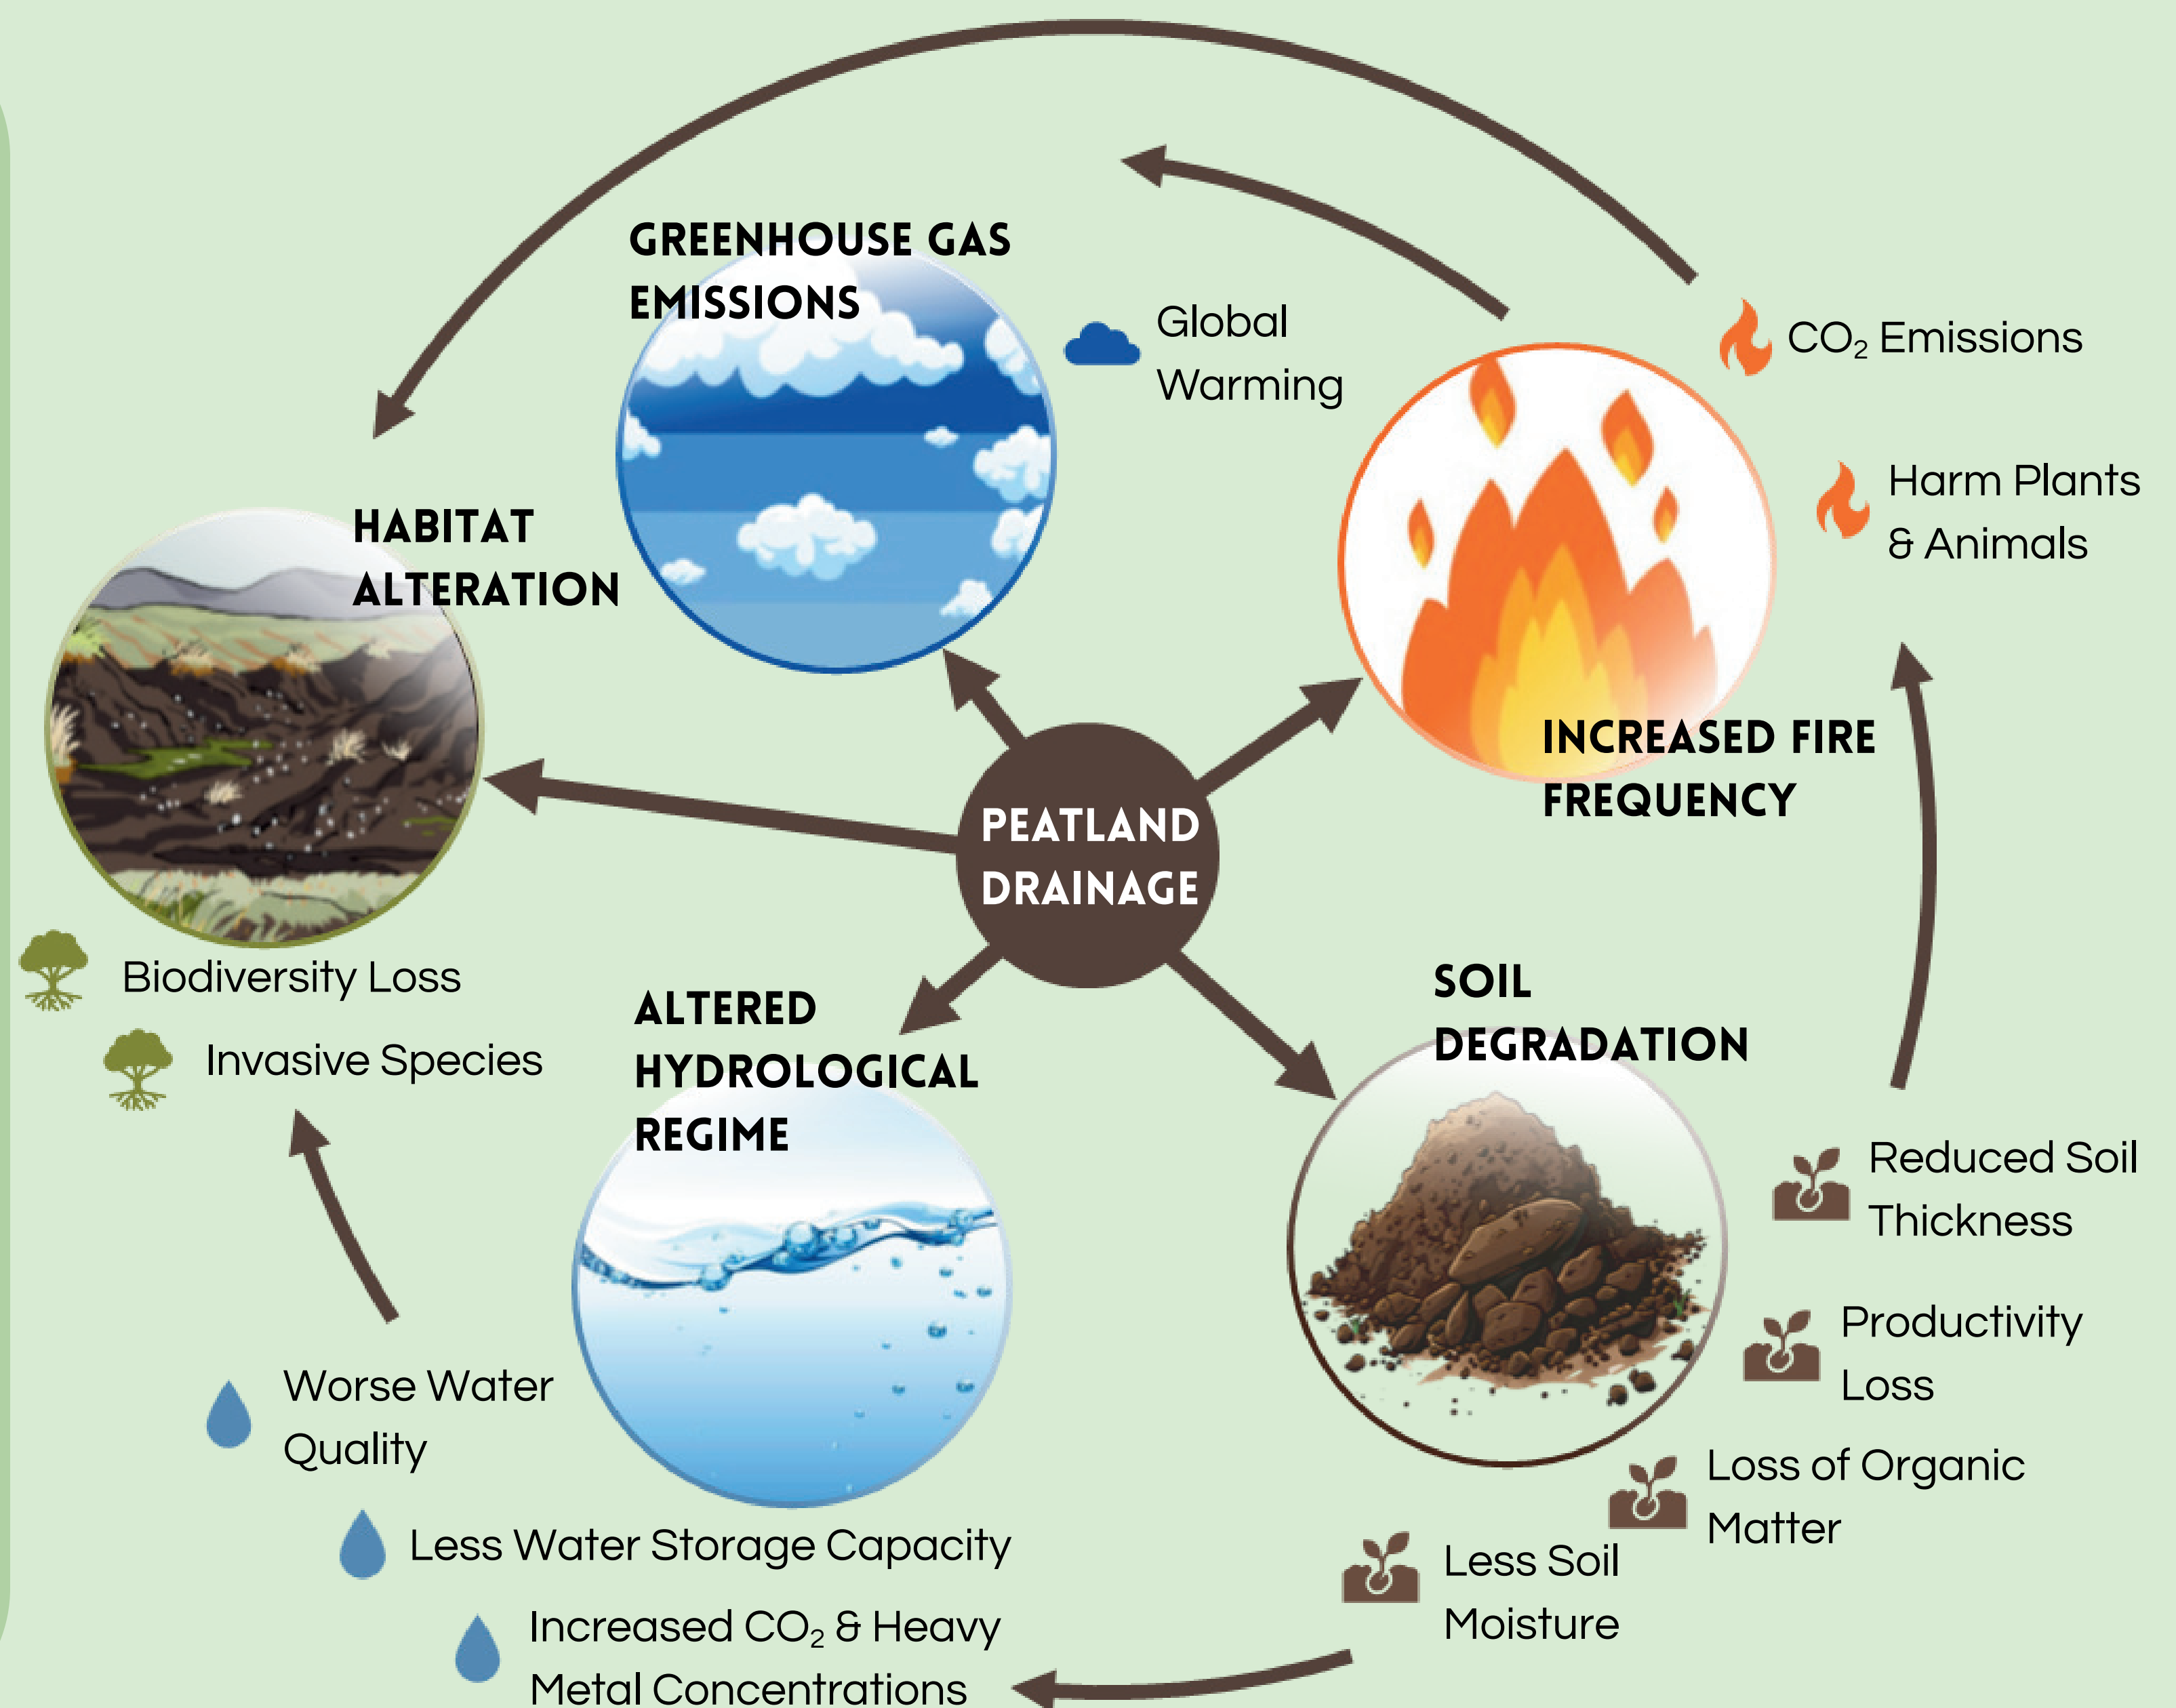 GREENHOUSE GAS
EMISSIONS
Global
Warming
CO₂ Emissions
Harm Plants
& Animals
HABITAT
ALTERATION
INCREASED FIRE
FREQUENCY
PEATLAND
DRAINAGE
Biodiversity Loss
Invasive Species
ALTERED
HYDROLOGICAL
REGIME
SOIL
DEGRADATION
Reduced Soil
Thickness
Productivity
Loss
Loss of Organic
Matter
Less Soil
Moisture
Worse Water
Quality
Less Water Storage Capacity
Increased CO₂ & Heavy
Metal Concentrations